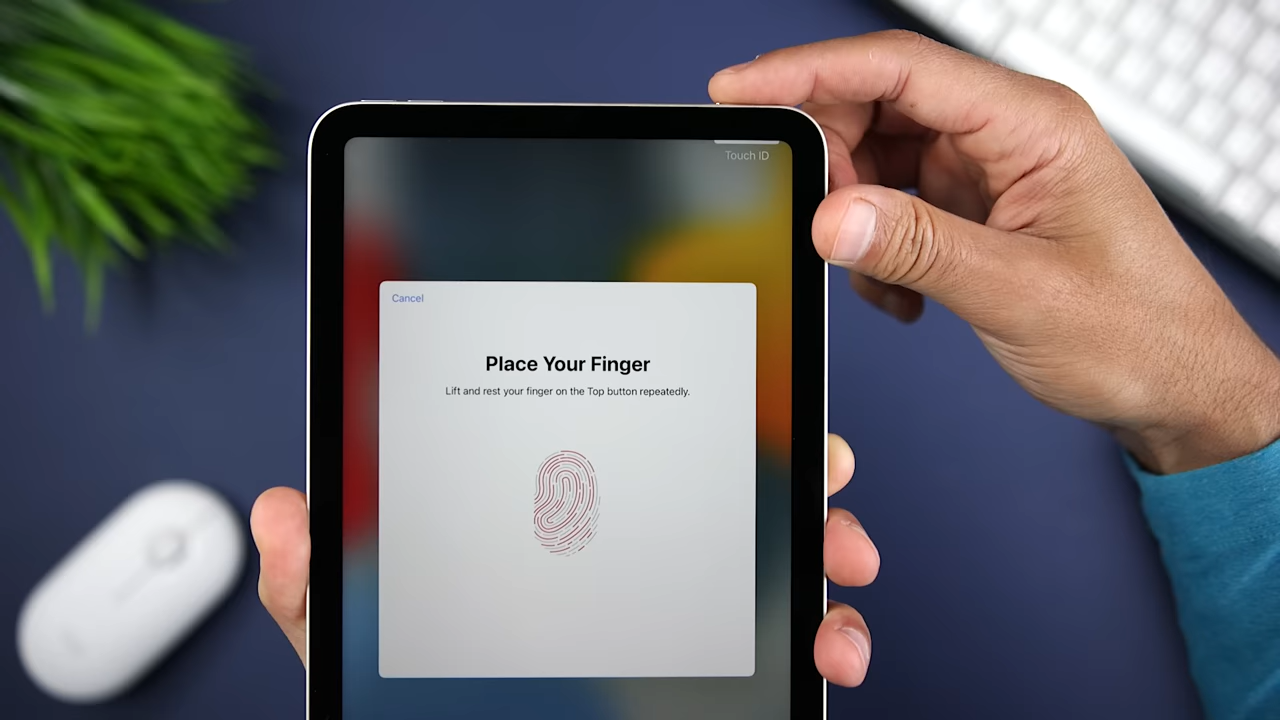 Touch ID
Cancel
Place Your Finger
Lift and rest your finger on the Top button repeatedly.